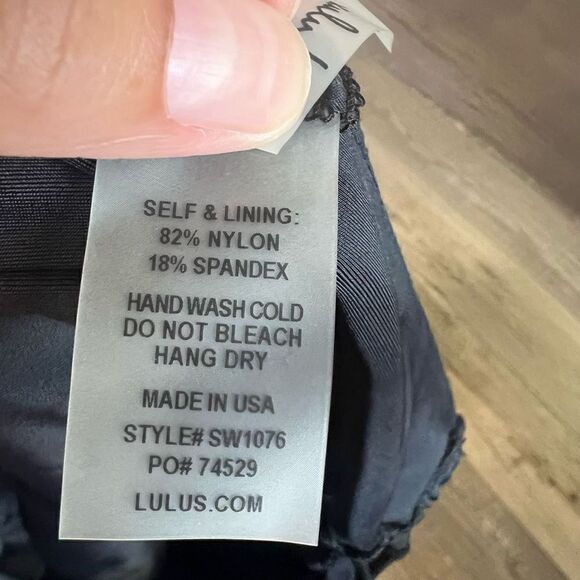 SELF & LINING:
82% NYLON
18% SPANDEX
HAND WASH COLD
DO NOT BLEACH
HANG DRY
MADE IN USA
STYLE# SW1076
PO# 74529
LULUS.COM